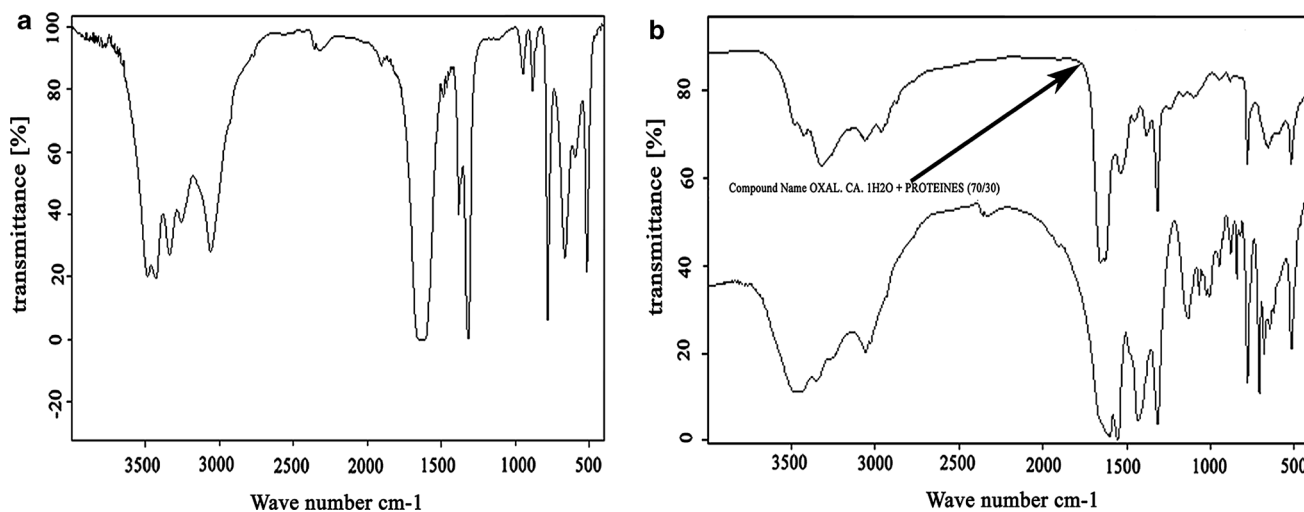 a
100
80
60
40
20
0
-20
transmittance [%]
3500 3000 2500 2000 1500 1000 500
Wave number cm-1
b
80
60
40
20
0
transmittance [%]
Compound Name OXAL. CA. 1H2O + PROTEINES (70/30)
3500 3000 2500 2000 1500 1000 500
Wave number cm-1